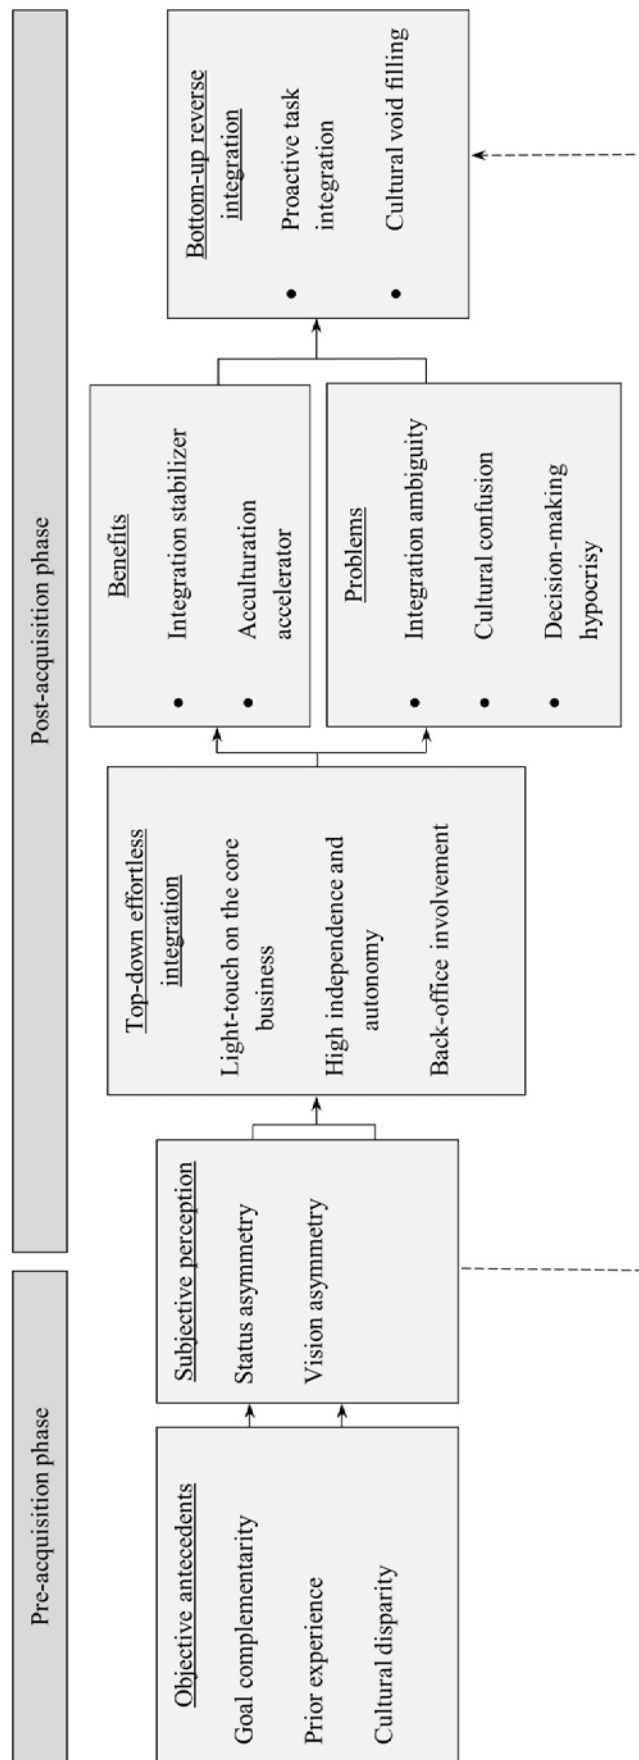 Pre-acquisition phase
Post-acquisition phase
Objective antecedents
Goal complementarity
Prior experience
Cultural disparity
Subjective perception
Status asymmetry
Vision asymmetry
Top-down effortless
integration
Light-touch on the core
business
High independence and
autonomy
Back-office involvement
Benefits
• Integration stabilizer
• Acculturation
accelerator
Problems
• Integration ambiguity
• Cultural confusion
• Decision-making
hypocrisy
Bottom-up reverse
integration
• Proactive task
integration
• Cultural void filling